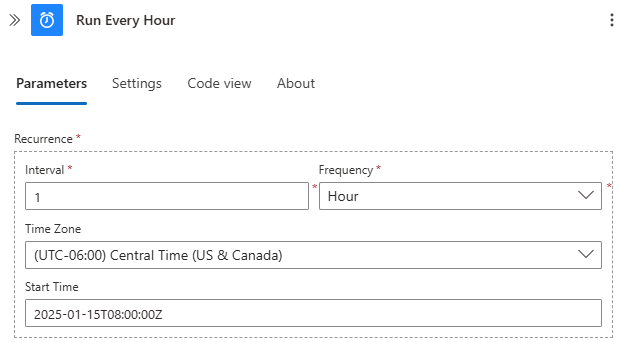 Run Every Hour
Parameters Settings Code view About
Recurrence *
Interval * Frequency *
1 * Hour *
Time Zone
(UTC-06:00) Central Time (US & Canada)
Start Time
2025-01-15T08:00:00Z